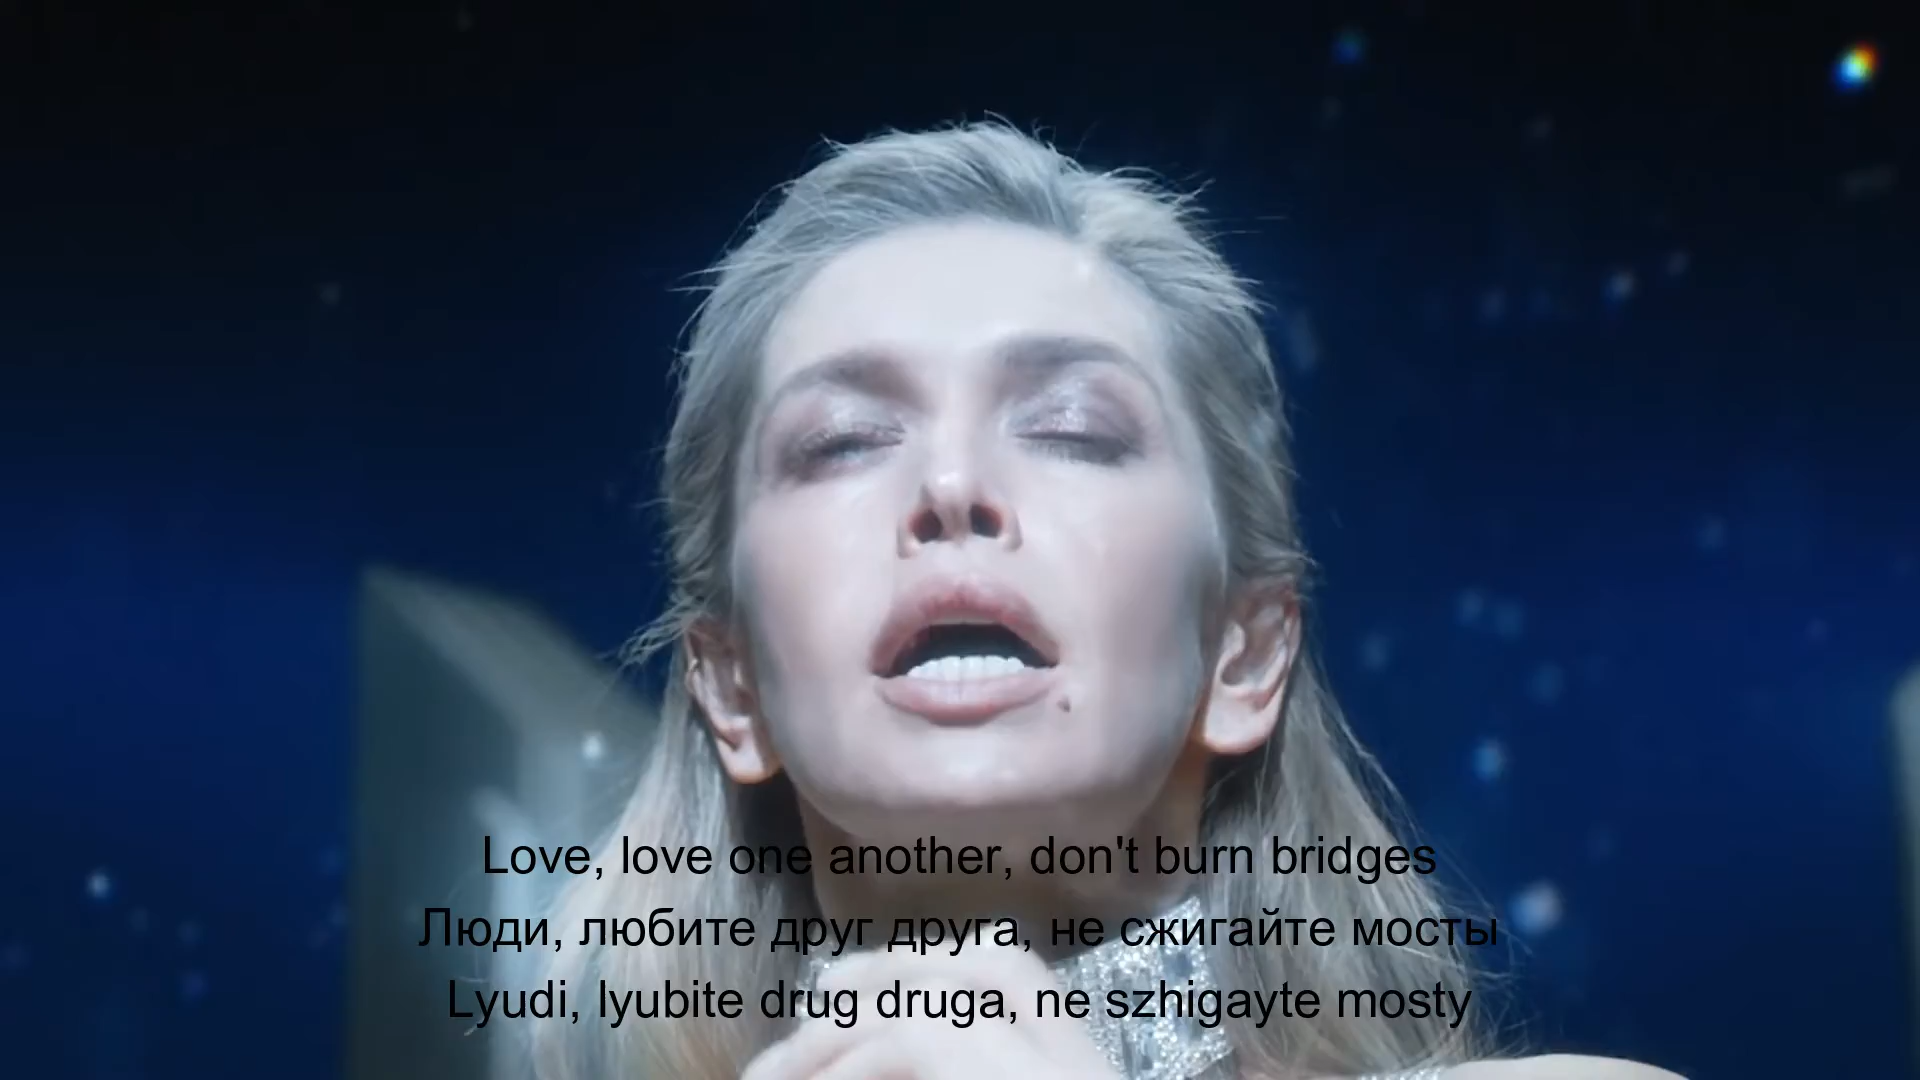 Love, love one another, don't burn bridges
Люди, любите друг друга, не сжигайте мосты
Lyudi, lyubite drug druga, ne szhigayte mosty